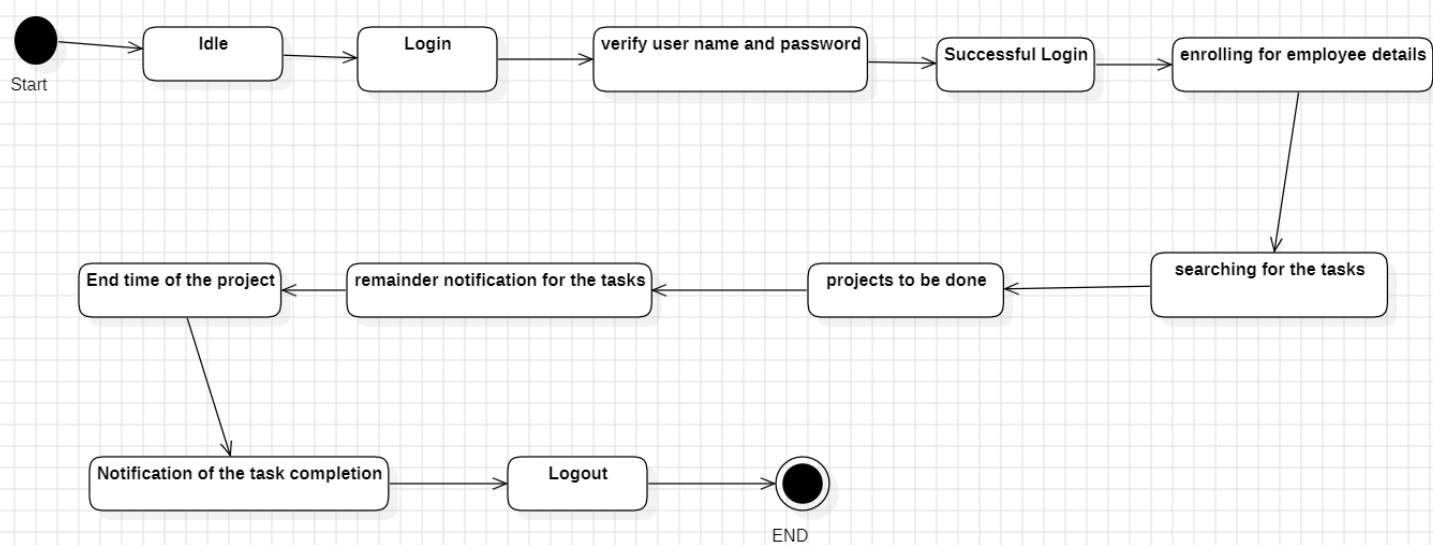 Start
Idle
Login
verify user name and password
Successful Login
enrolling for employee details
searching for the tasks
projects to be done
remainder notification for the tasks
End time of the project
Notification of the task completion
Logout
END